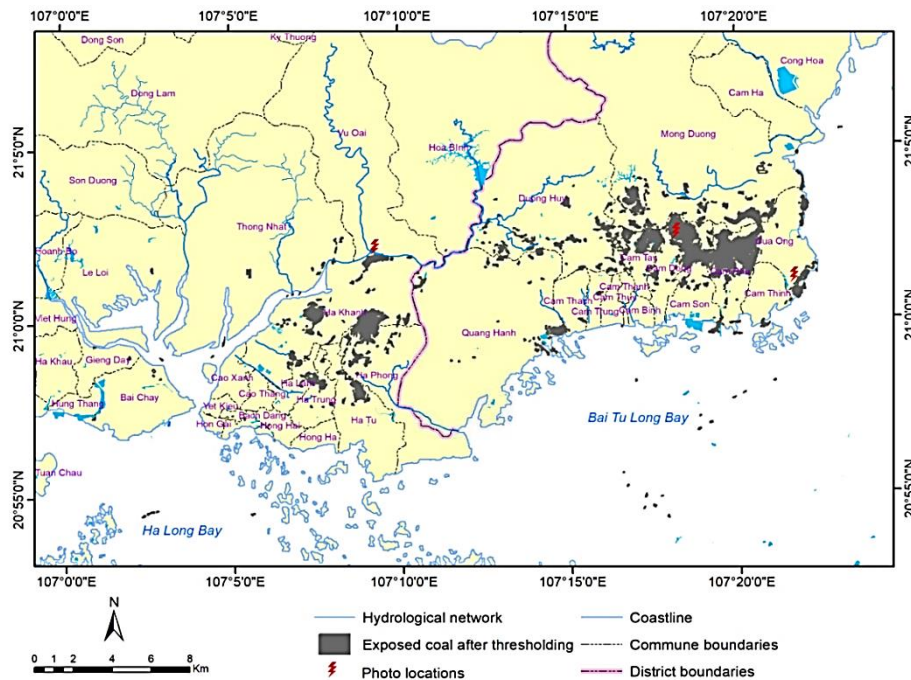 107°0'0"E 107°5'0"E 107°10'0"E 107°15'0"E 107°20'0"E
Dong Son
Ky Thuong
Cong Hoa
Dong Lam
Cam Ha
Vu Oai
Mong Duong
21°5'0"N
21°5'0"N
Hoa Binh
Son Duong
Duong Huy
Thong Nhat
Hoanh Bo
Mua Ong
Le Loi
Cam Tay
Cam Dong
Cam Thinh
Cam Thinh
Cam Thanh
Cam Thuy
Cam Son
21°0'0"N
21°0'0"N
Viet Hung
Ha Khanh
Cam Trung
Cam Binh
Quang Hanh
Ha Khau
Gieng Day
Cao Xanh
Ha Lam
Ha Phong
Hung Thang
Bai Chay
Cao Thang
Ha Trung
Yet Kieu
Bach Dang
Ha Tu
Bai Tu Long Bay
Hon Gai
Hong Hai
Hong Ha
Tuan Chau
20°55'0"N
20°55'0"N
Ha Long Bay
107°0'0"E 107°5'0"E 107°10'0"E 107°15'0"E 107°20'0"E
N
Hydrological network
Coastline
Exposed coal after thresholding
Commune boundaries
0 1 2 4 6 8
Km
Photo locations
District boundaries